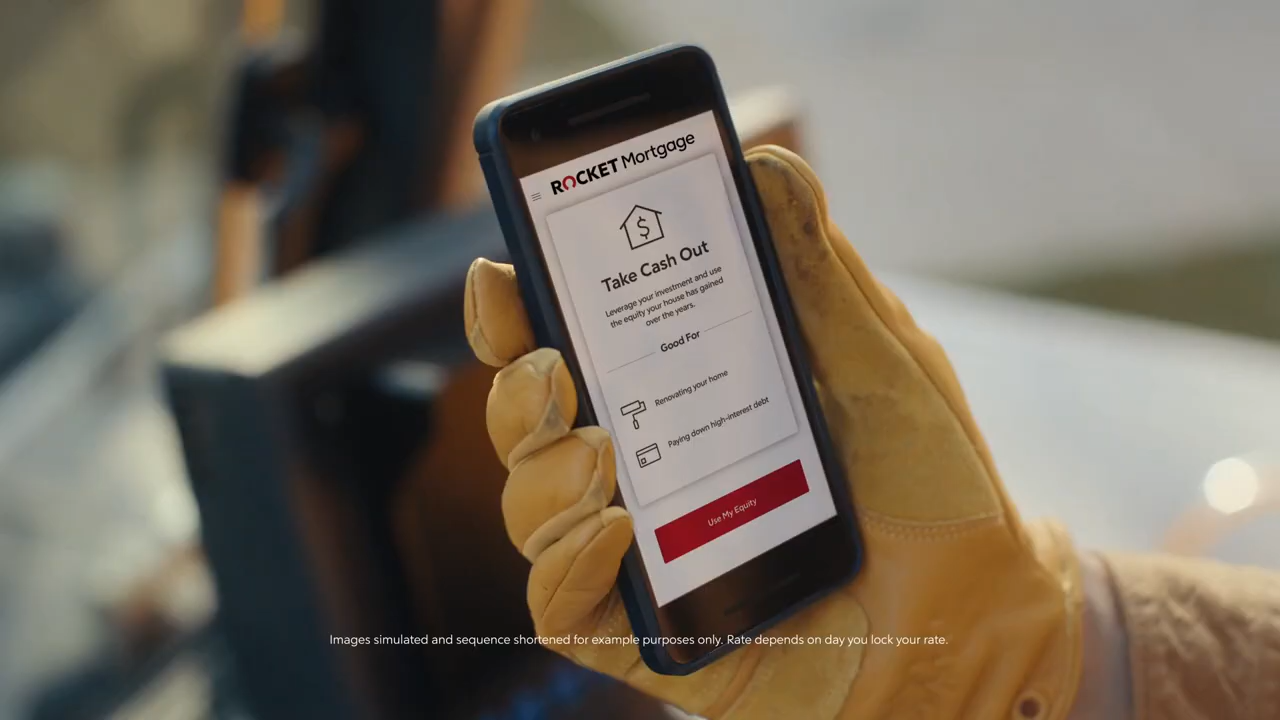 ROCKET Mortgage
Take Cash Out
Leverage your investment and use
the equity your house has gained
over the years.
Good For
Renovating your home
Paying down high-interest debt
Use My Equity
Images simulated and sequence shortened for example purposes only. Rate depends on day you lock your rate.